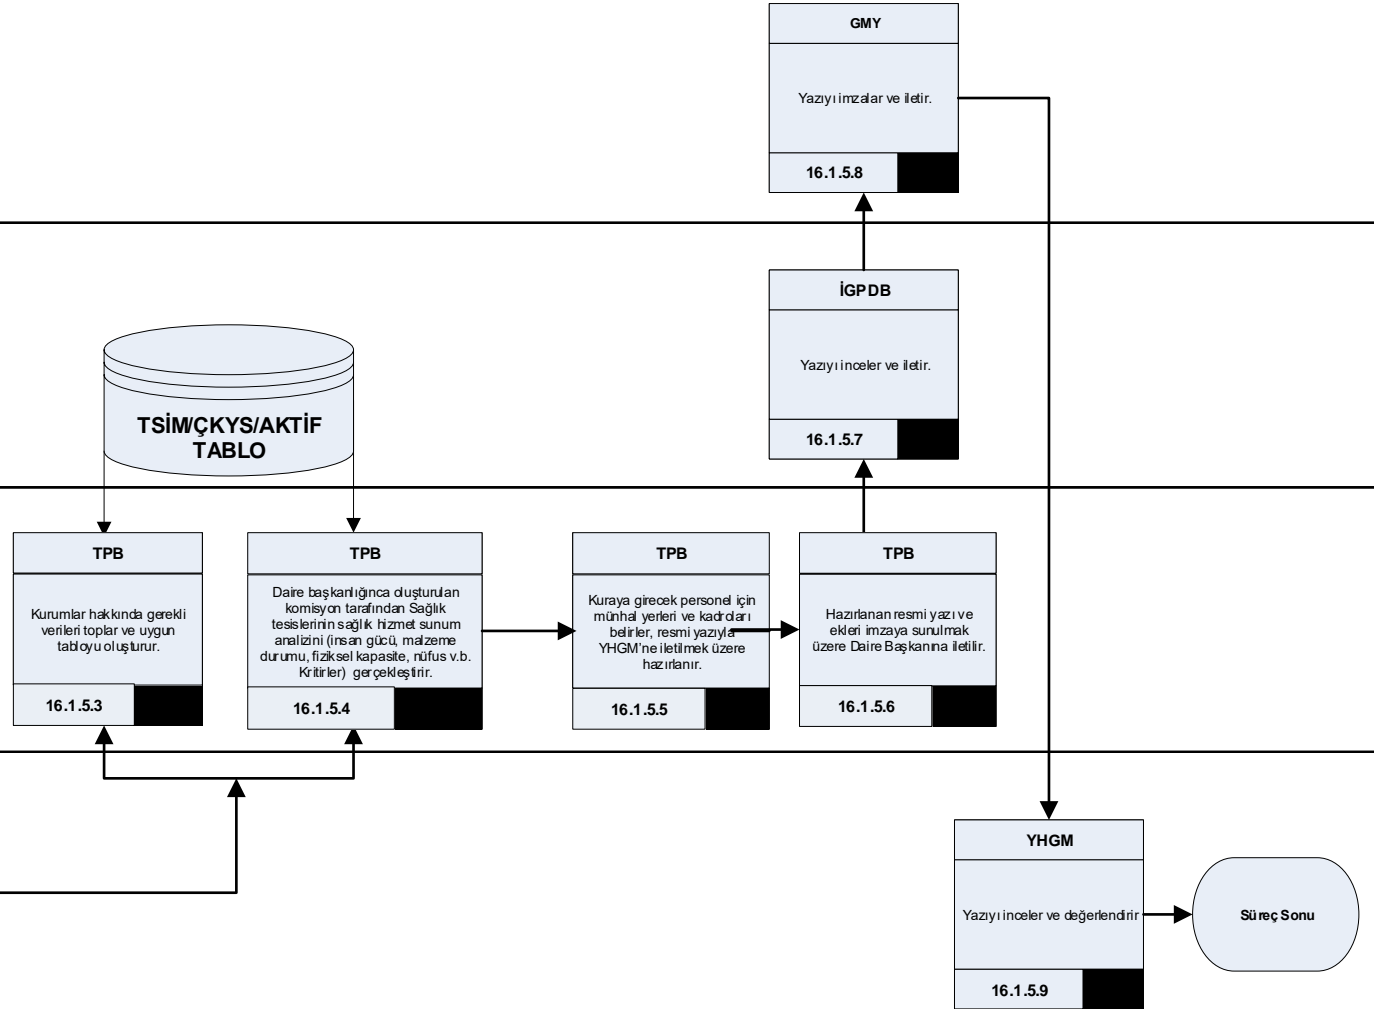 GMY
Yazıyı imzalar ve iletir.
16.1.5.8
İGPDB
Yazıyı inceler ve iletir.
16.1.5.7
TSİM/ÇKYS/AKTİF
TABLO
TPB
Kurumlar hakkında gerekli
verileri toplar ve uygun
tabloyu oluşturur.
16.1.5.3
TPB
Daire başkanlığınca oluşturulan
komisyon tarafından Sağlık
tesislerinin sağlık hizmet sunum
analizini (insan gücü, malzeme
durumu, fiziksel kapasite, nüfus v.b.
Kritirler) gerçekleştirir.
16.1.5.4
TPB
Kuraya girecek personel için
münhal yerleri ve kadroları
belirler, resmi yazıyla
YHGM'ne iletilmek üzere
hazırlanır.
16.1.5.5
TPB
Hazırlanan resmi yazı ve
ekleri imzaya sunulmak
üzere Daire Başkanına iletilir.
16.1.5.6
YHGM
Yazıyı inceler ve değerlendirir
16.1.5.9
Süreç Sonu